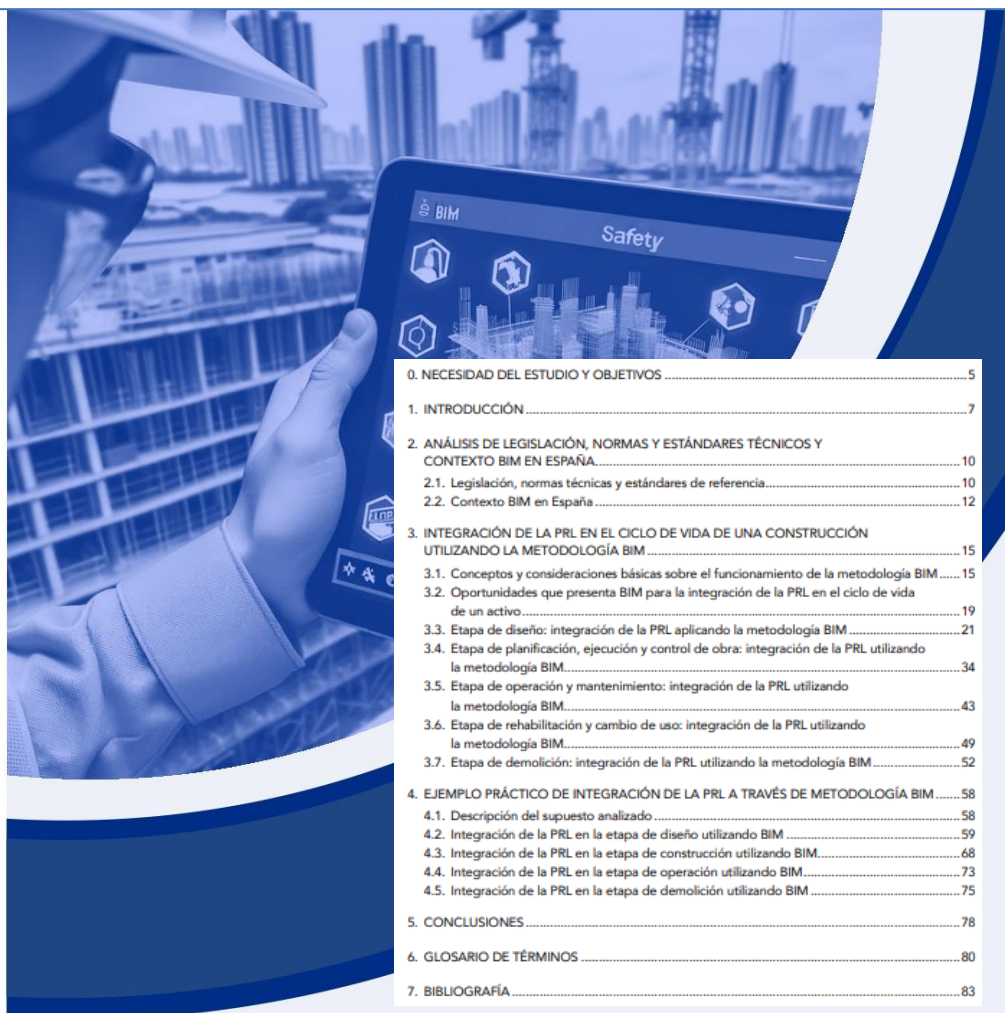 BIM
Safety
0. NECESIDAD DEL ESTUDIO Y OBJETIVOS ..... 5
1. INTRODUCCIÓN ..... 7
2. ANÁLISIS DE LEGISLACIÓN, NORMAS Y ESTÁNDARES TÉCNICOS Y
CONTEXTO BIM EN ESPAÑA ..... 10
2.1. Legislación, normas técnicas y estándares de referencia ..... 10
2.2. Contexto BIM en España ..... 12
3. INTEGRACIÓN DE LA PRL EN EL CICLO DE VIDA DE UNA CONSTRUCCIÓN
UTILIZANDO LA METODOLOGÍA BIM ..... 15
3.1. Conceptos y consideraciones básicas sobre el funcionamiento de la metodología BIM ..... 15
3.2. Oportunidades que presenta BIM para la integración de la PRL en el ciclo de vida
de un activo ..... 19
3.3. Etapa de diseño: integración de la PRL aplicando la metodología BIM ..... 21
3.4. Etapa de planificación, ejecución y control de obra: integración de la PRL utilizando
la metodología BIM ..... 34
3.5. Etapa de operación y mantenimiento: integración de la PRL utilizando
la metodología BIM ..... 43
3.6. Etapa de rehabilitación y cambio de uso: integración de la PRL utilizando
la metodología BIM ..... 49
3.7. Etapa de demolición: integración de la PRL utilizando la metodología BIM ..... 52
4. EJEMPLO PRÁCTICO DE INTEGRACIÓN DE LA PRL A TRAVÉS DE METODOLOGÍA BIM ..... 58
4.1. Descripción del supuesto analizado ..... 58
4.2. Integración de la PRL en la etapa de diseño utilizando BIM ..... 59
4.3. Integración de la PRL en la etapa de construcción utilizando BIM ..... 68
4.4. Integración de la PRL en la etapa de operación utilizando BIM ..... 73
4.5. Integración de la PRL en la etapa de demolición utilizando BIM ..... 75
5. CONCLUSIONES ..... 78
6. GLOSARIO DE TÉRMINOS ..... 80
7. BIBLIOGRAFÍA ..... 83